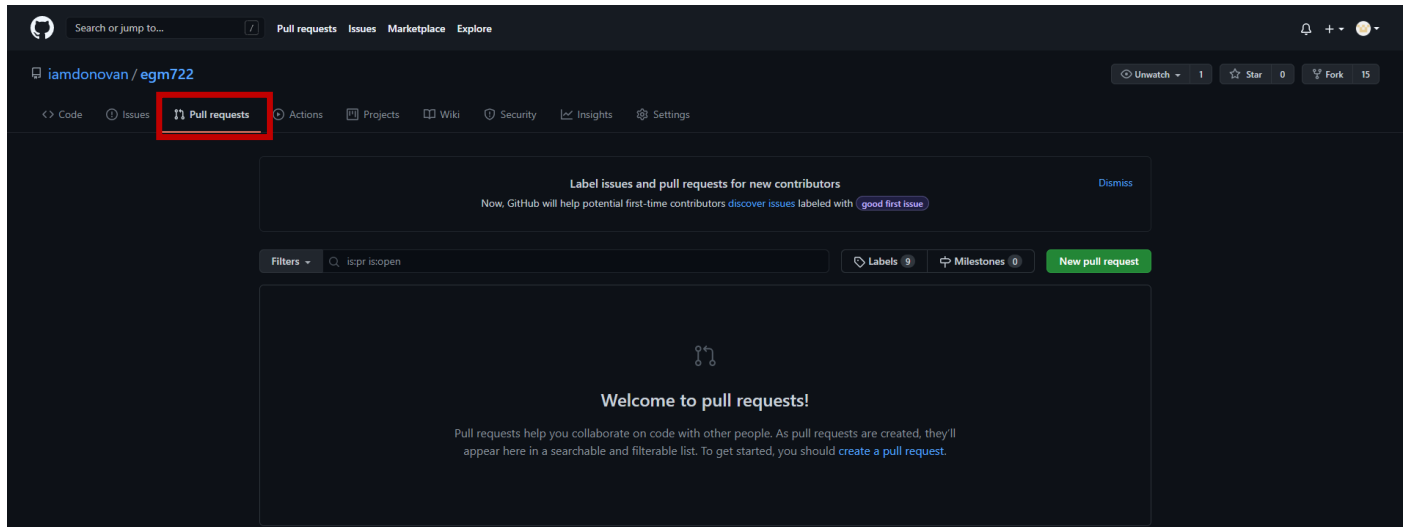 Search or jump to... /
Pull requests Issues Marketplace Explore
iamdonovan / egm722
Unwatch 1 Star 0 Fork 15
<> Code Issues Pull requests Actions Projects Wiki Security Insights Settings
Label issues and pull requests for new contributors
Dismiss
Now, GitHub will help potential first-time contributors discover issues labeled with good first issue
Filters is:pr is:open Labels 9 Milestones 0 New pull request
Welcome to pull requests!
Pull requests help you collaborate on code with other people. As pull requests are created, they'll
appear here in a searchable and filterable list. To get started, you should create a pull request.